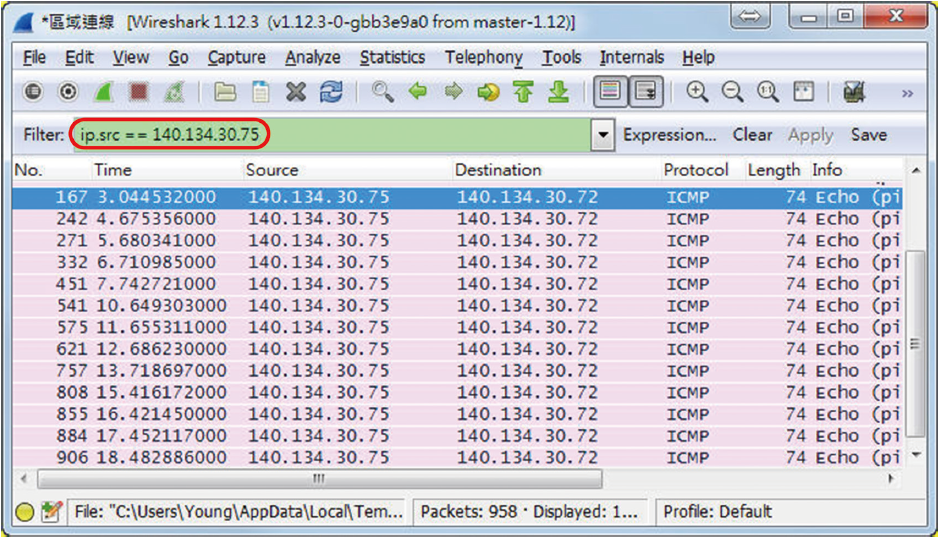 *區域連線 [Wireshark 1.12.3 (v1.12.3-0-gbb3e9a0 from master-1.12)]
File Edit View Go Capture Analyze Statistics Telephony Tools Internals Help
Filter: ip.src == 140.134.30.75 Expression... Clear Apply Save
No. Time Source Destination Protocol Length Info
167 3.044532000 140.134.30.75 140.134.30.72 ICMP 74 Echo (pi
242 4.675356000 140.134.30.75 140.134.30.72 ICMP 74 Echo (pi
271 5.680341000 140.134.30.75 140.134.30.72 ICMP 74 Echo (pi
332 6.710985000 140.134.30.75 140.134.30.72 ICMP 74 Echo (pi
451 7.742721000 140.134.30.75 140.134.30.72 ICMP 74 Echo (pi
541 10.649303000 140.134.30.75 140.134.30.72 ICMP 74 Echo (pi
575 11.655311000 140.134.30.75 140.134.30.72 ICMP 74 Echo (pi
621 12.686230000 140.134.30.75 140.134.30.72 ICMP 74 Echo (pi
757 13.718697000 140.134.30.75 140.134.30.72 ICMP 74 Echo (pi
808 15.416172000 140.134.30.75 140.134.30.72 ICMP 74 Echo (pi
855 16.421450000 140.134.30.75 140.134.30.72 ICMP 74 Echo (pi
884 17.452117000 140.134.30.75 140.134.30.72 ICMP 74 Echo (pi
906 18.482886000 140.134.30.75 140.134.30.72 ICMP 74 Echo (pi
File: "C:\Users\Young\AppData\Local\Tem... Packets: 958 · Displayed: 1... Profile: Default